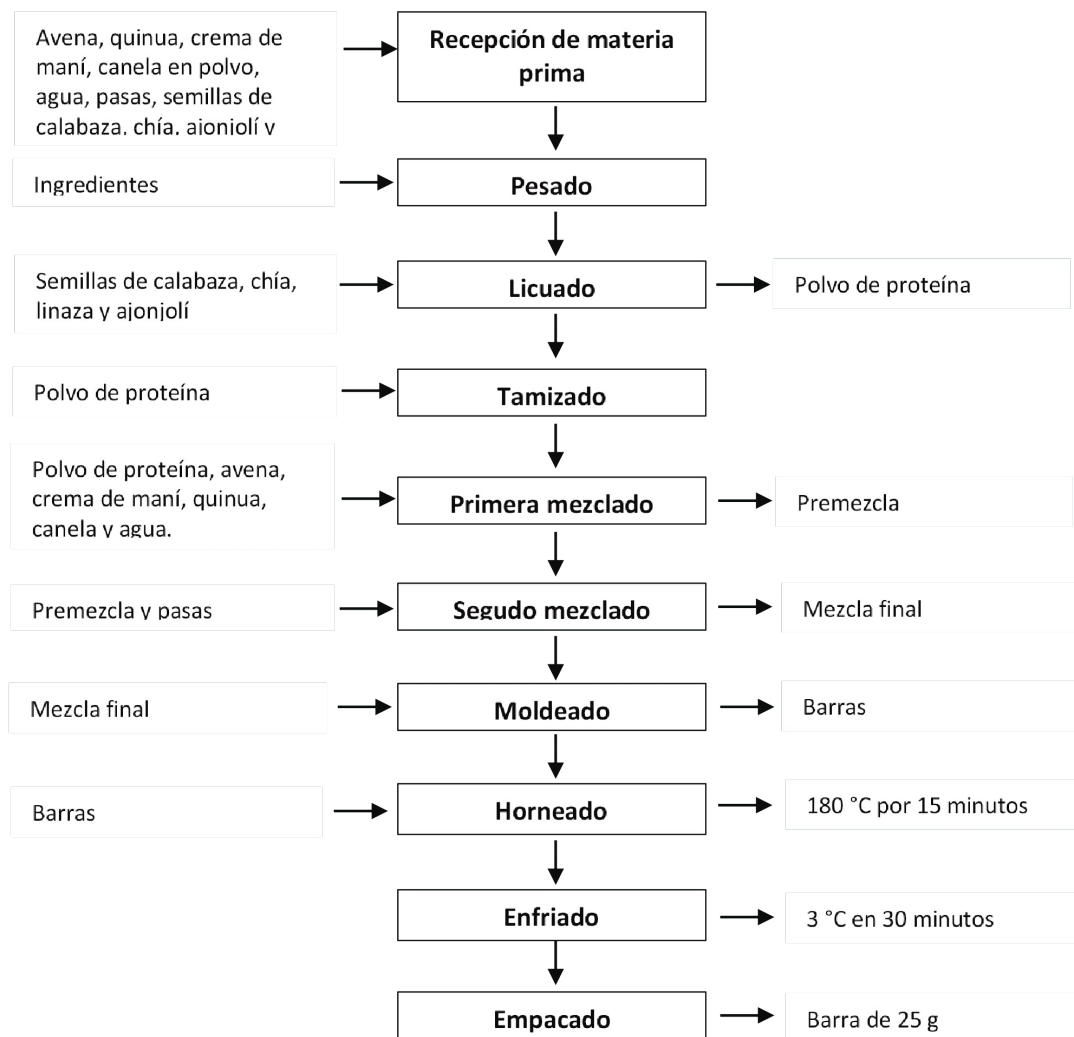 Avena, quinua, crema de
maní, canela en polvo,
agua, pasas, semillas de
calabaza, chía, ajonjolí y
Recepción de materia
prima
Ingredientes
Pesado
Semillas de calabaza, chía,
linaza y ajonjolí
Licuado
Polvo de proteína
Polvo de proteína
Tamizado
Polvo de proteína, avena,
crema de maní, quinua,
canela y agua.
Primera mezclado
Premezcla
Premezcla y pasas
Segudo mezclado
Mezcla final
Mezcla final
Moldeado
Barras
Barras
Horneado
180 °C por 15 minutos
Enfriado
3 °C en 30 minutos
Empacado
Barra de 25 g